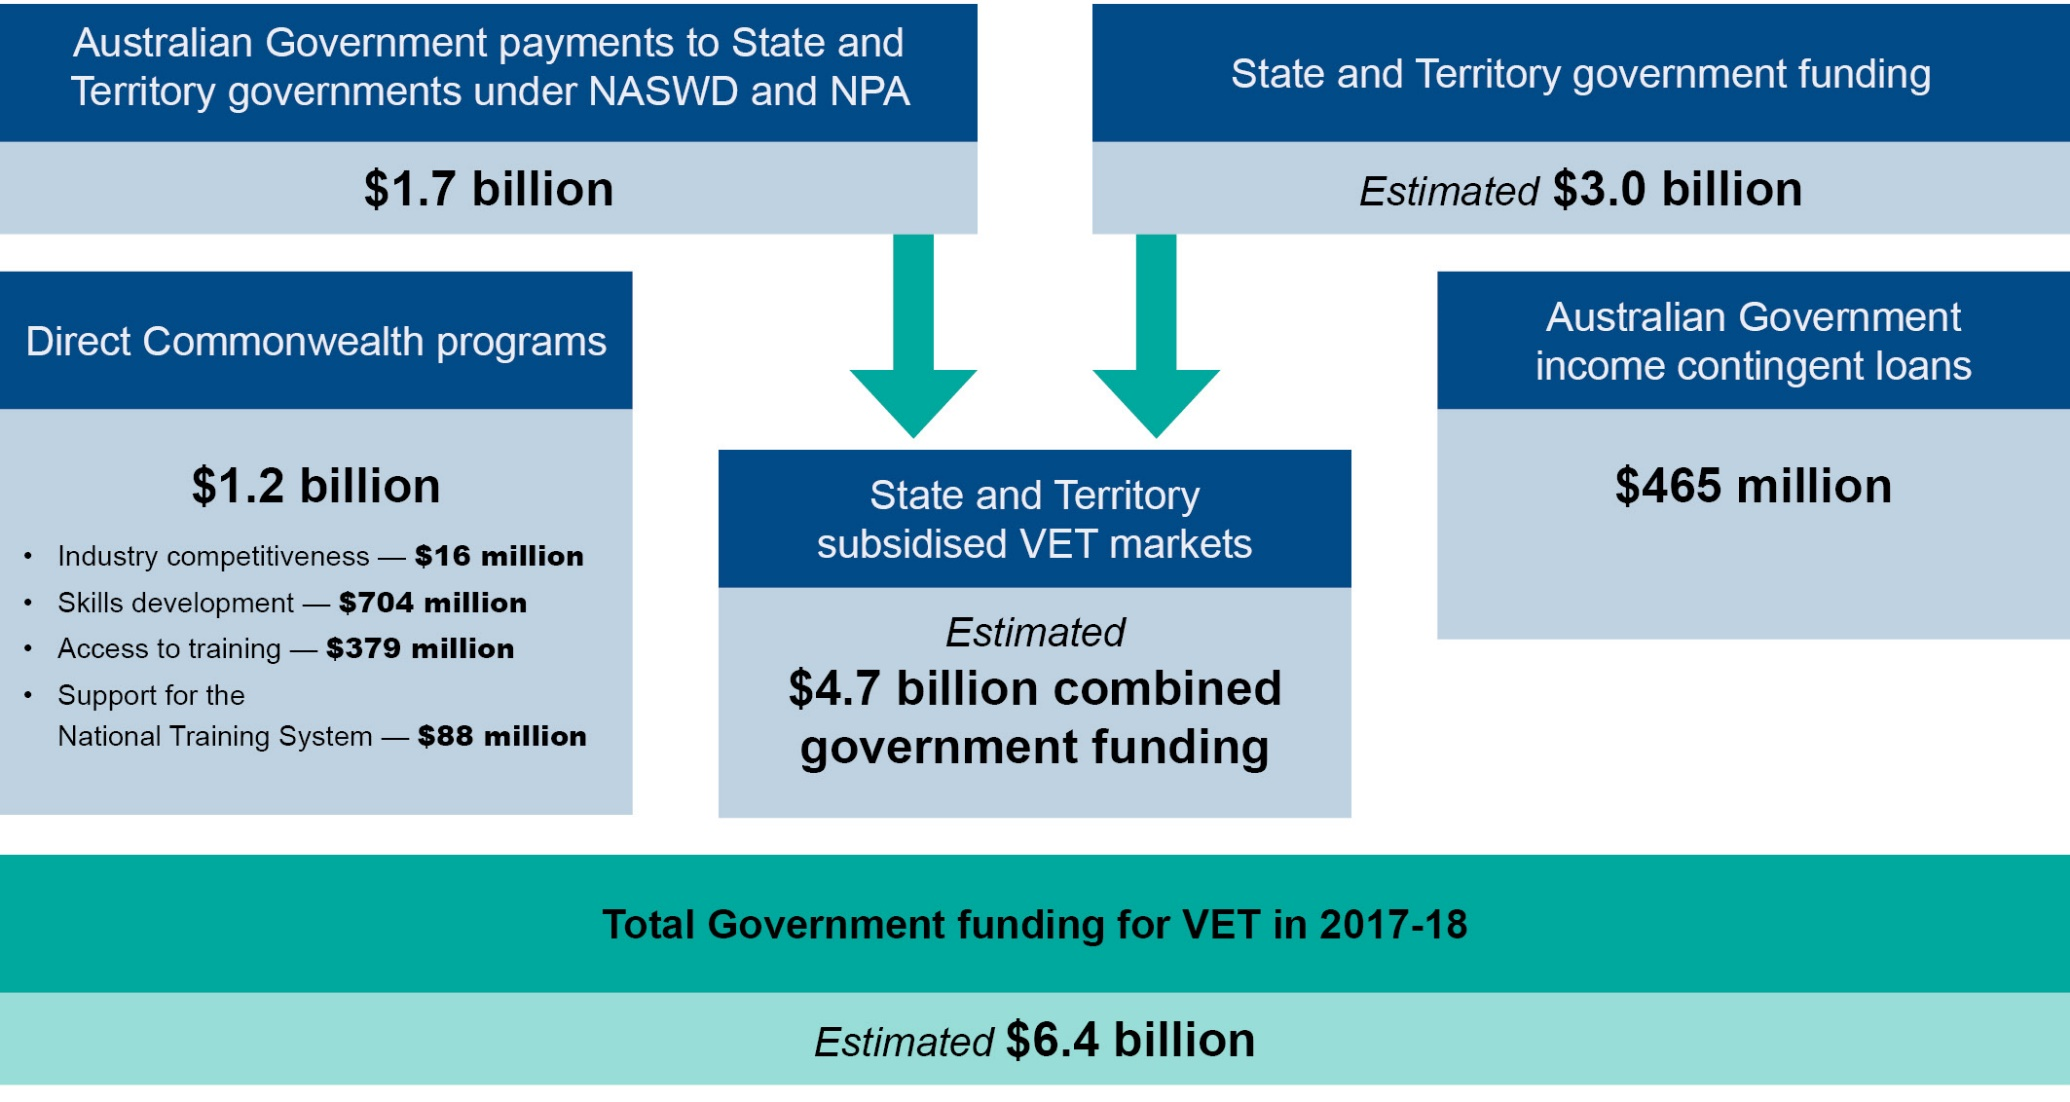 Australian Government payments to State and
Territory governments under NASWD and NPA
$1.7 billion
State and Territory government funding
Estimated $3.0 billion
Direct Commonwealth programs
$1.2 billion
• Industry competitiveness — $16 million
• Skills development — $704 million
• Access to training — $379 million
• Support for the
National Training System — $88 million
State and Territory
subsidised VET markets
Estimated
$4.7 billion combined
government funding
Australian Government
income contingent loans
$465 million
Total Government funding for VET in 2017-18
Estimated $6.4 billion